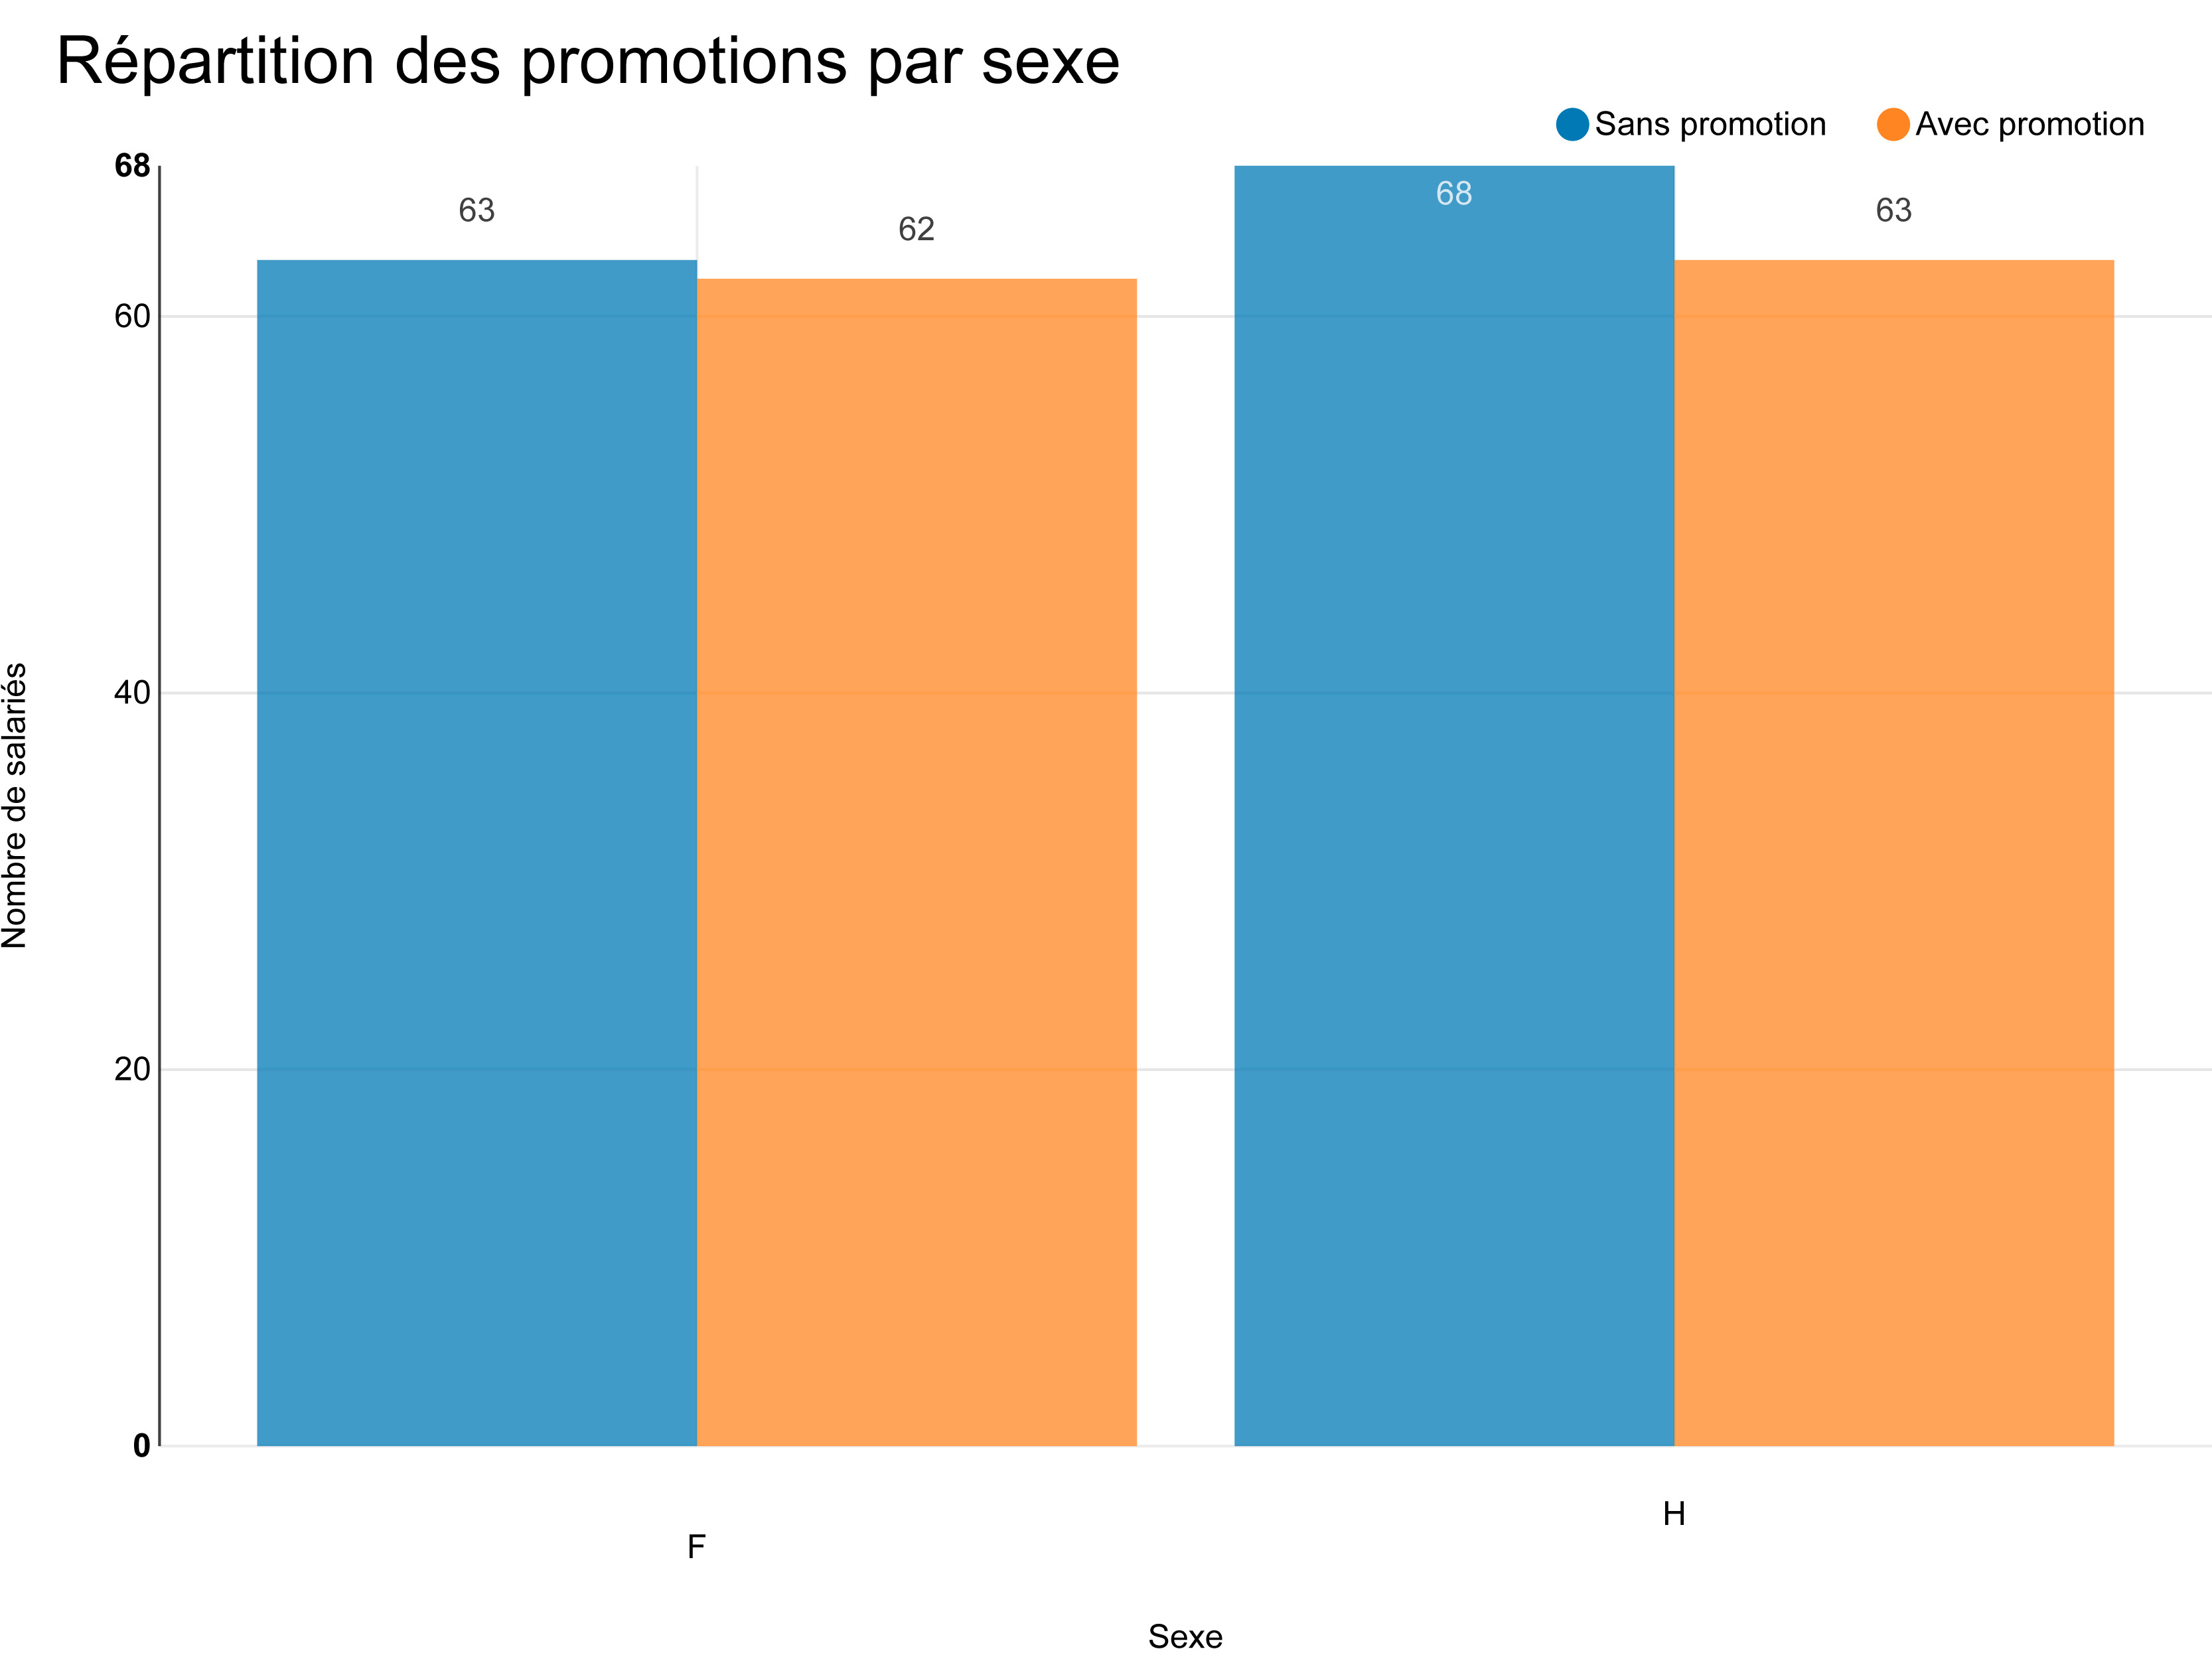 Répartition des promotions par sexe
Sans promotion
Avec promotion
68
60
40
20
0
Nombre de salariés
63
62
68
63
F
H
Sexe